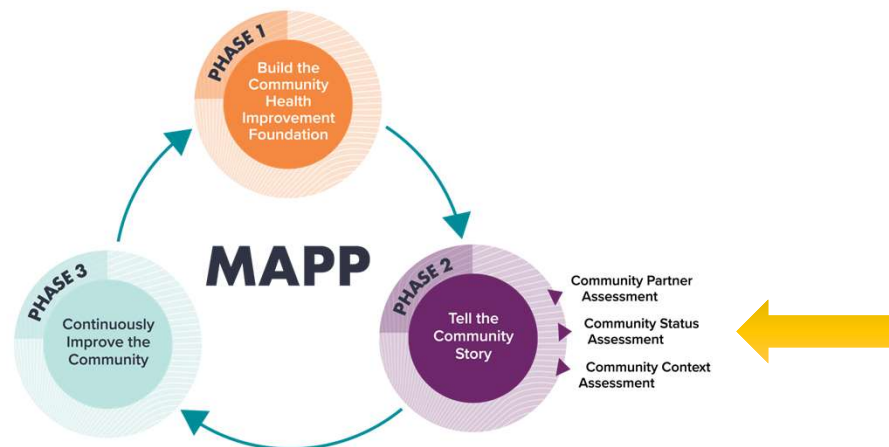 PHASE 1
Build the
Community
Health
Improvement
Foundation
MAPP
PHASE 2
Tell the
Community
Story
Community Partner
Assessment
Community Status
Assessment
Community Context
Assessment
PHASE 3
Continuously
Improve the
Community